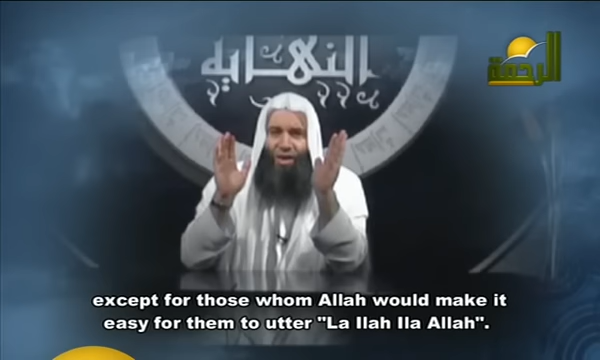 النهاية
الرحمة
except for those whom Allah would make it
easy for them to utter "La Ilah Ila Allah".